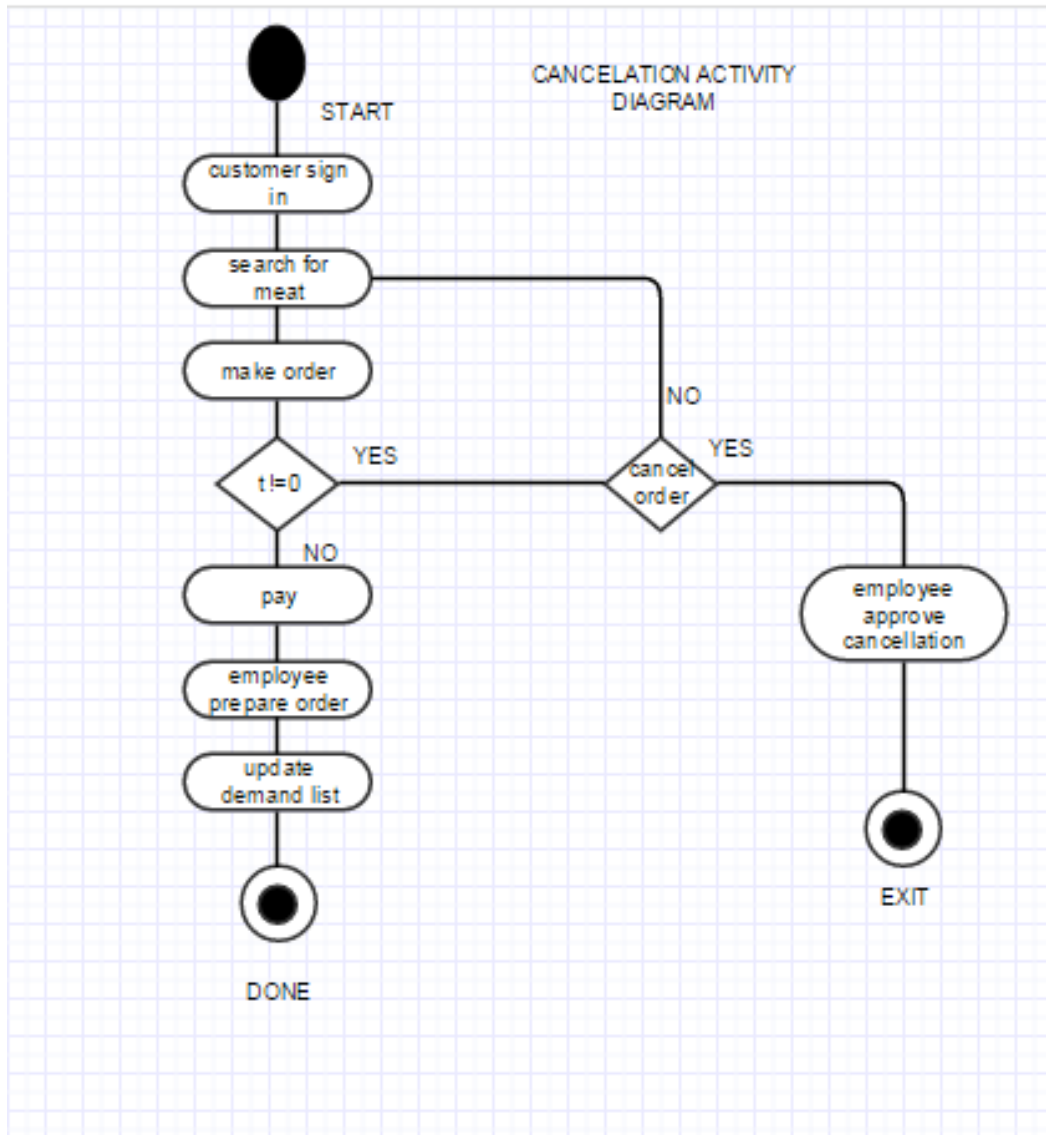 CANCELATION ACTIVITY
DIAGRAM
START
customer sign
in
search for
meat
make order
NO
YES
YES
t!=0
cancel
order
NO
pay
employee
approve
cancellation
employee
prepare order
update
demand list
EXIT
DONE